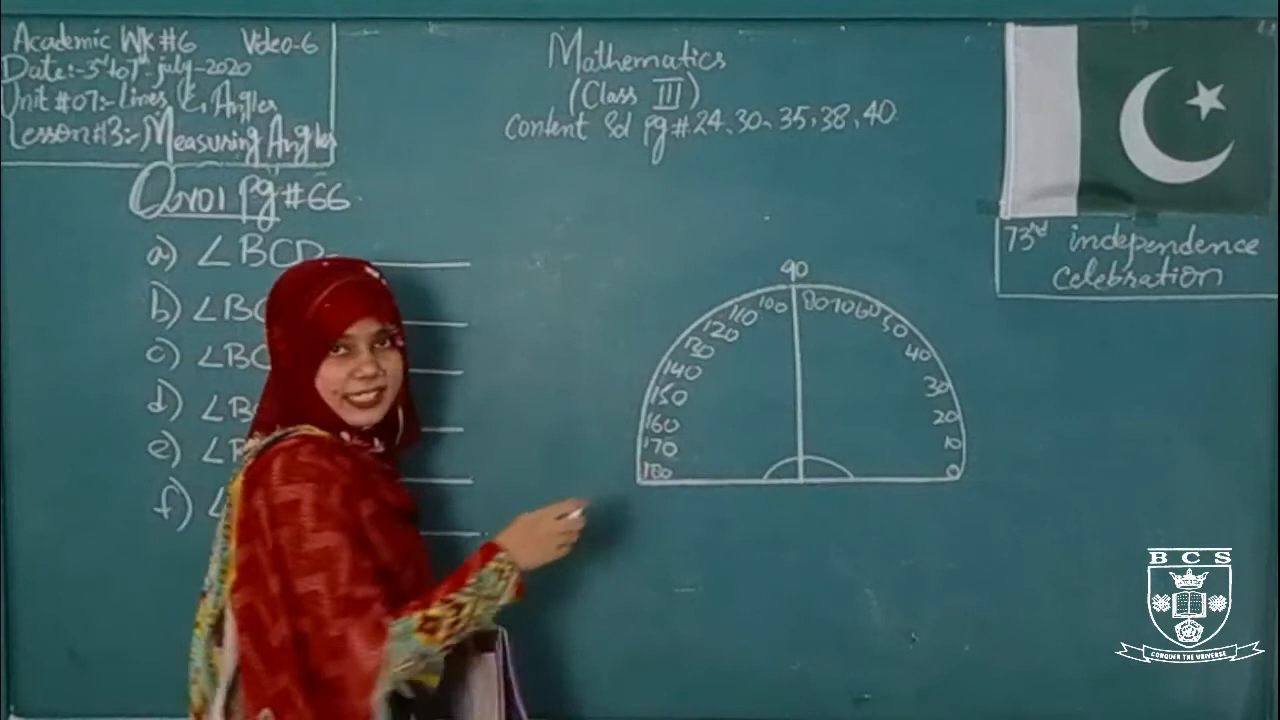 Academic Wk #6 Video-6
Date:-3rd to 7th-july-2020
Unit #07:-Lines & Angles
Lesson#3:-)Measuring Angles
Mathematics
(Class III)
Content Sd pg#24,30,35,38,40
Qno1 pg#66
a) ∠BCD
b) ∠BC
c) ∠BC
d) ∠B
e) ∠B
f) ∠
90
100 80 70 60
110 50
120 40
130 30
140 20
150 10
160 0
170
180
73rd independence
celebration
BCS
CONQUER THE UNIVERSE